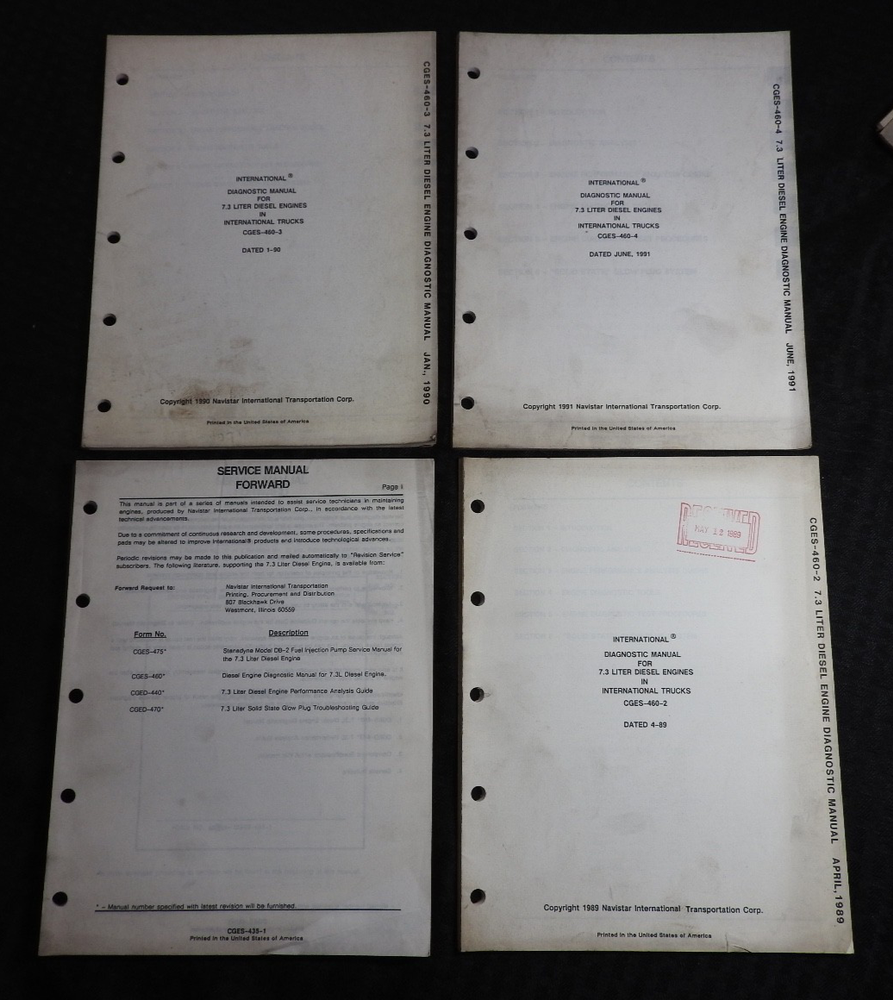 INTERNATIONAL ®
DIAGNOSTIC MANUAL
FOR
7.3 LITER DIESEL ENGINES
IN
INTERNATIONAL TRUCKS
CGES-460-3
DATED 1-90
Copyright 1990 Navistar International Transportation Corp.
Printed in the United States of America
CGES-460-3 7.3 LITER DIESEL ENGINE DIAGNOSTIC MANUAL JAN., 1990
INTERNATIONAL ®
DIAGNOSTIC MANUAL
FOR
7.3 LITER DIESEL ENGINES
IN
INTERNATIONAL TRUCKS
CGES-460-4
DATED JUNE, 1991
Copyright 1991 Navistar International Transportation Corp.
Printed in the United States of America
CGES-460-4 7.3 LITER DIESEL ENGINE DIAGNOSTIC MANUAL JUNE, 1991
SERVICE MANUAL
FORWARD
Page i
This manual is part of a series of manuals intended to assist service technicians in maintaining
engines, produced by Navistar International Transportation Corp., in accordance with the latest
technical advancements.
Due to a commitment of continuous research and development, some procedures, specifications and
parts may be altered to improve International® products and introduce technological advances.
Periodic revisions may be made to this publication and mailed automatically to "Revision Service"
subscribers. The following literature, supporting the 7.3 Liter Diesel Engine, is available from:
Forward Request to: Navistar International Transportation
Printing, Procurement and Distribution
807 Blackhawk Drive
Westmont, Illinois 60559
Form No. Description
CGES-475* Stanadyne Model DB-2 Fuel Injection Pump Service Manual for
the 7.3 Liter Diesel Engine
CGES-460* Diesel Engine Diagnostic Manual for 7.3L Diesel Engine.
CGED-440* 7.3 Liter Diesel Engine Performance Analysis Guide
CGED-470* 7.3 Liter Solid State Glow Plug Troubleshooting Guide
* – Manual number specified with latest revision will be furnished.
CGES-435-1
Printed in the United States of America
RECEIVED
MAY 1989
INTERNATIONAL ®
DIAGNOSTIC MANUAL
FOR
7.3 LITER DIESEL ENGINES
IN
INTERNATIONAL TRUCKS
CGES-460-2
DATED 4-89
Copyright 1989 Navistar International Transportation Corp.
Printed in the United States of America
CGES-460-2 7.3 LITER DIESEL ENGINE DIAGNOSTIC MANUAL APRIL, 1989